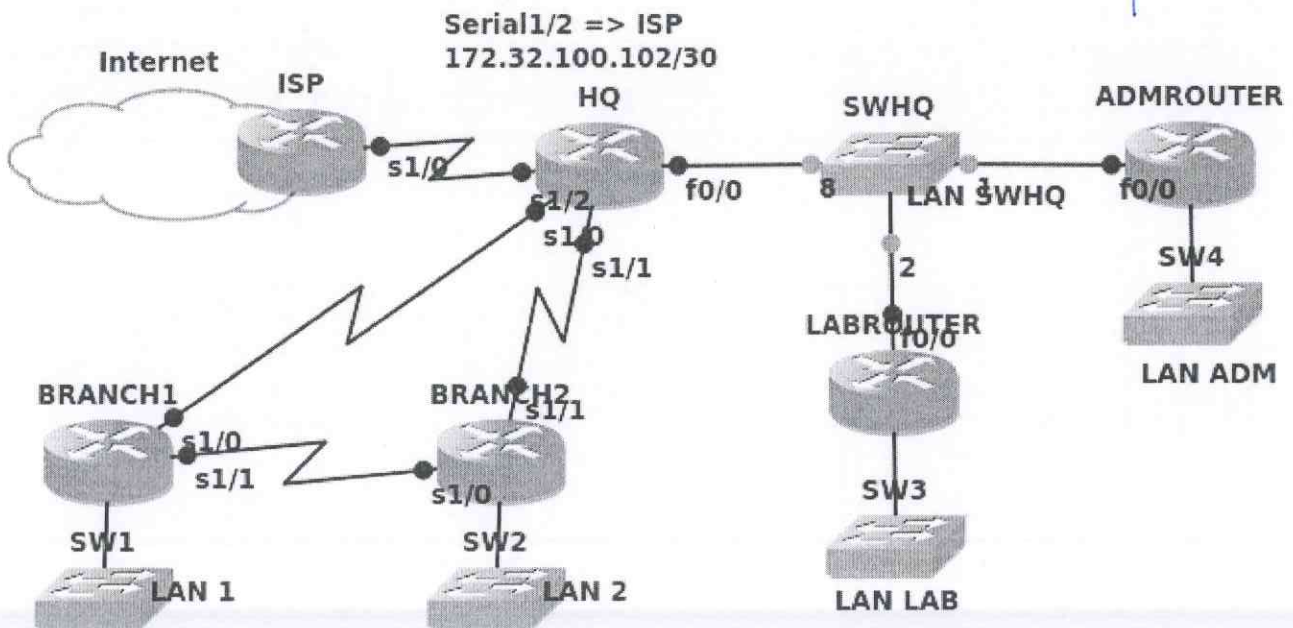 Serial1/2 => ISP
172.32.100.102/30
Internet
ISP
HQ
SWHQ
ADMROUTER
s1/0
s1/2
s1/0
s1/1
f0/0
8
1
LAN SWHQ
f0/0
2
SW4
LABROUTER
f0/0
LAN ADM
BRANCH1
BRANCH2
s1/1
s1/0
s1/1
s1/0
SW3
SW1
SW2
LAN 1
LAN 2
LAN LAB